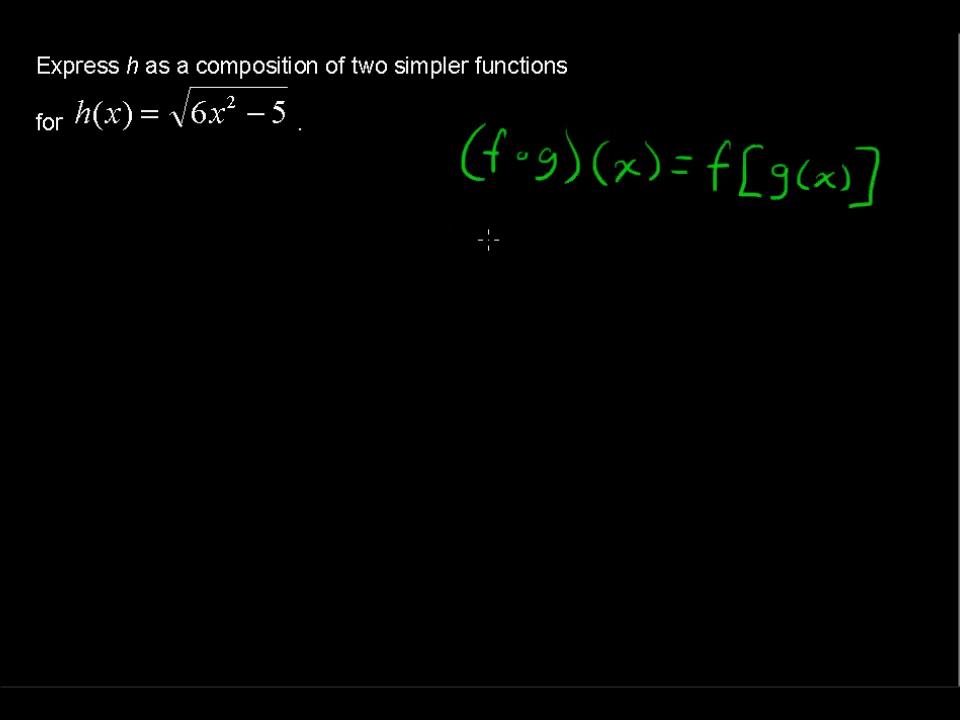 Express h as a composition of two simpler functions
for h(x) = √(6x² − 5) .
(f∘g)(x) = f[g(x)]